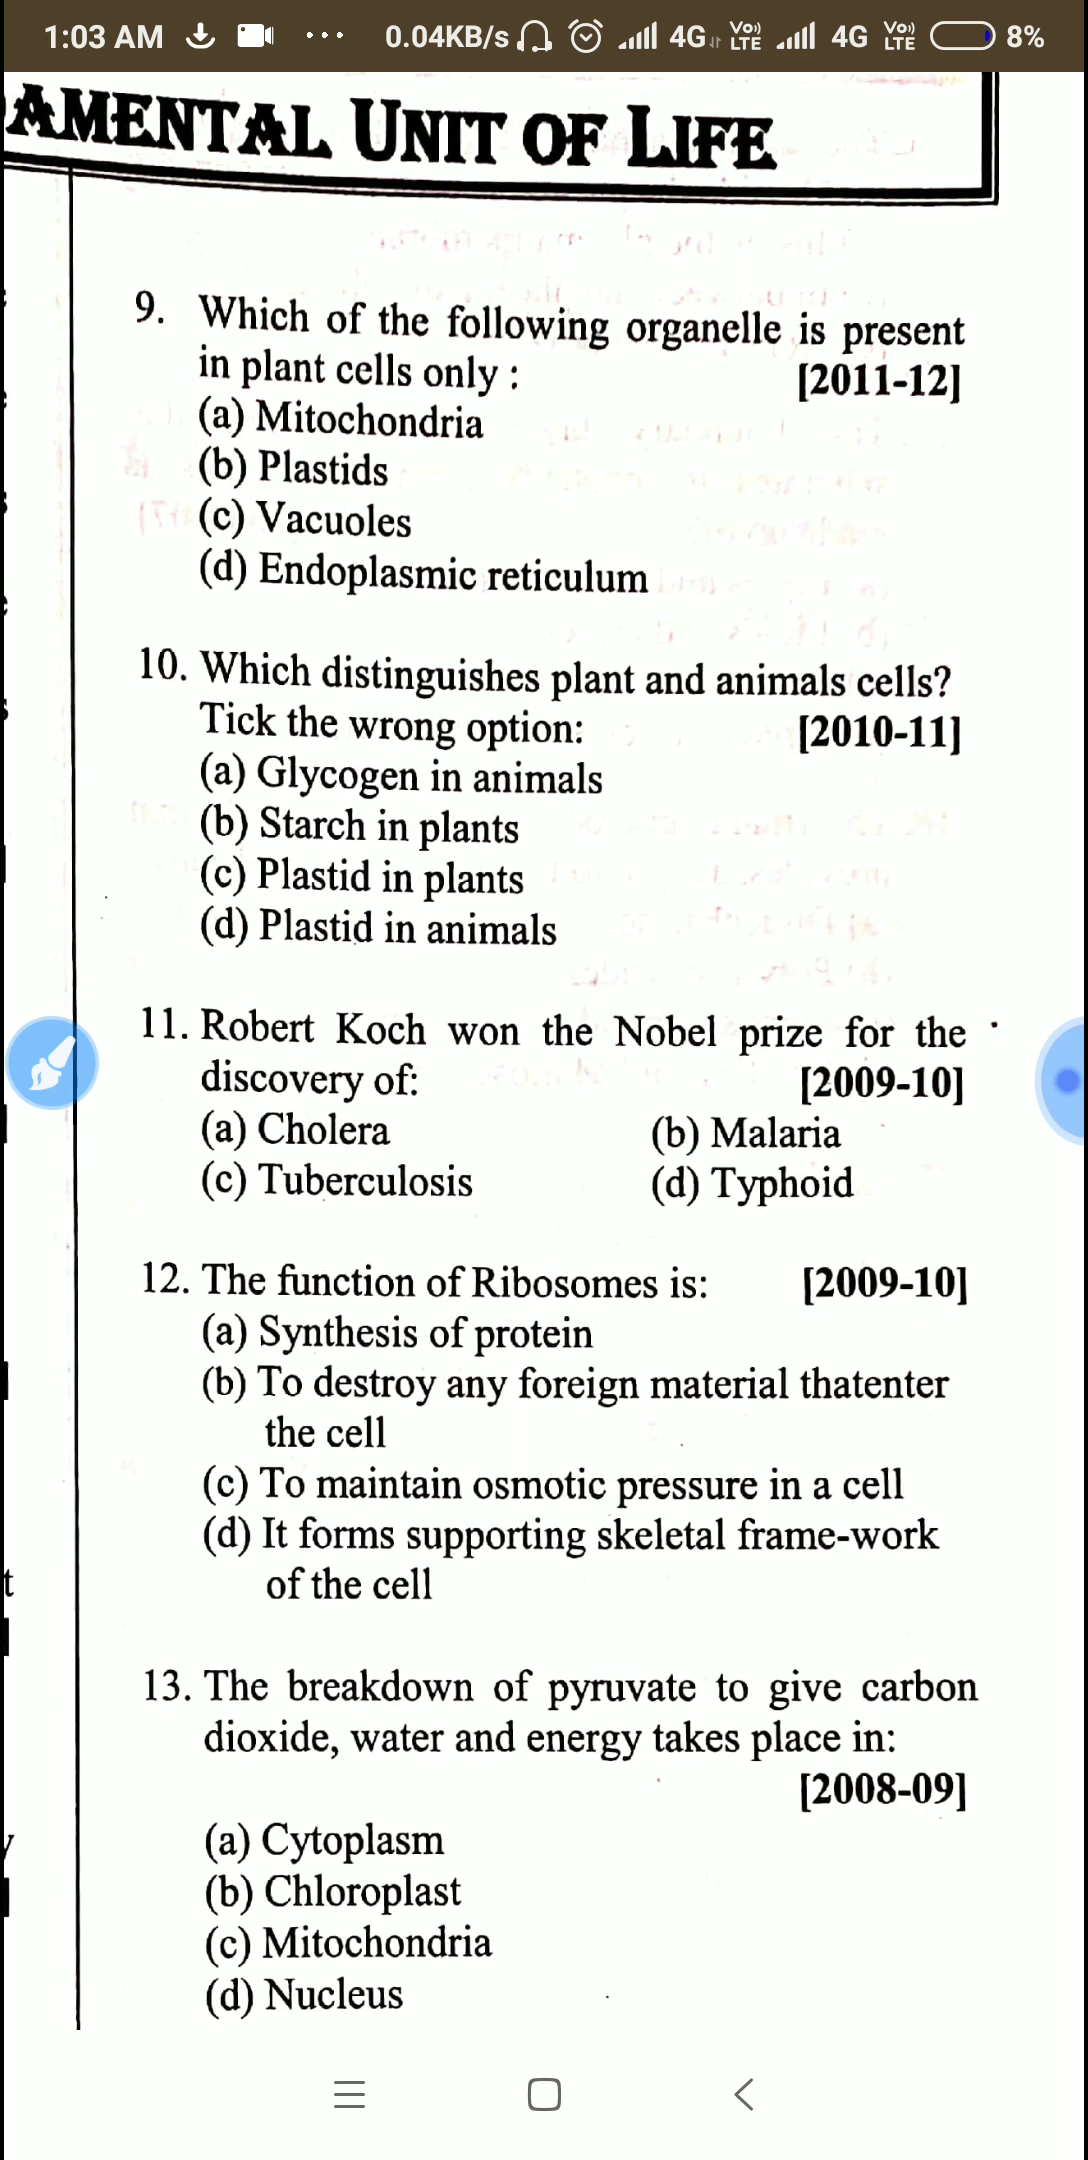 1:03 AM ... 0.04KB/s 4G Vo)) LTE 4G Vo)) LTE 8%
AMENTAL UNIT OF LIFE
9. Which of the following organelle is present
in plant cells only : [2011-12]
(a) Mitochondria
(b) Plastids
(c) Vacuoles
(d) Endoplasmic reticulum
10. Which distinguishes plant and animals cells?
Tick the wrong option: [2010-11]
(a) Glycogen in animals
(b) Starch in plants
(c) Plastid in plants
(d) Plastid in animals
11. Robert Koch won the Nobel prize for the
discovery of: [2009-10]
(a) Cholera (b) Malaria
(c) Tuberculosis (d) Typhoid
12. The function of Ribosomes is: [2009-10]
(a) Synthesis of protein
(b) To destroy any foreign material thatenter
the cell
(c) To maintain osmotic pressure in a cell
(d) It forms supporting skeletal frame-work
of the cell
13. The breakdown of pyruvate to give carbon
dioxide, water and energy takes place in:
[2008-09]
(a) Cytoplasm
(b) Chloroplast
(c) Mitochondria
(d) Nucleus